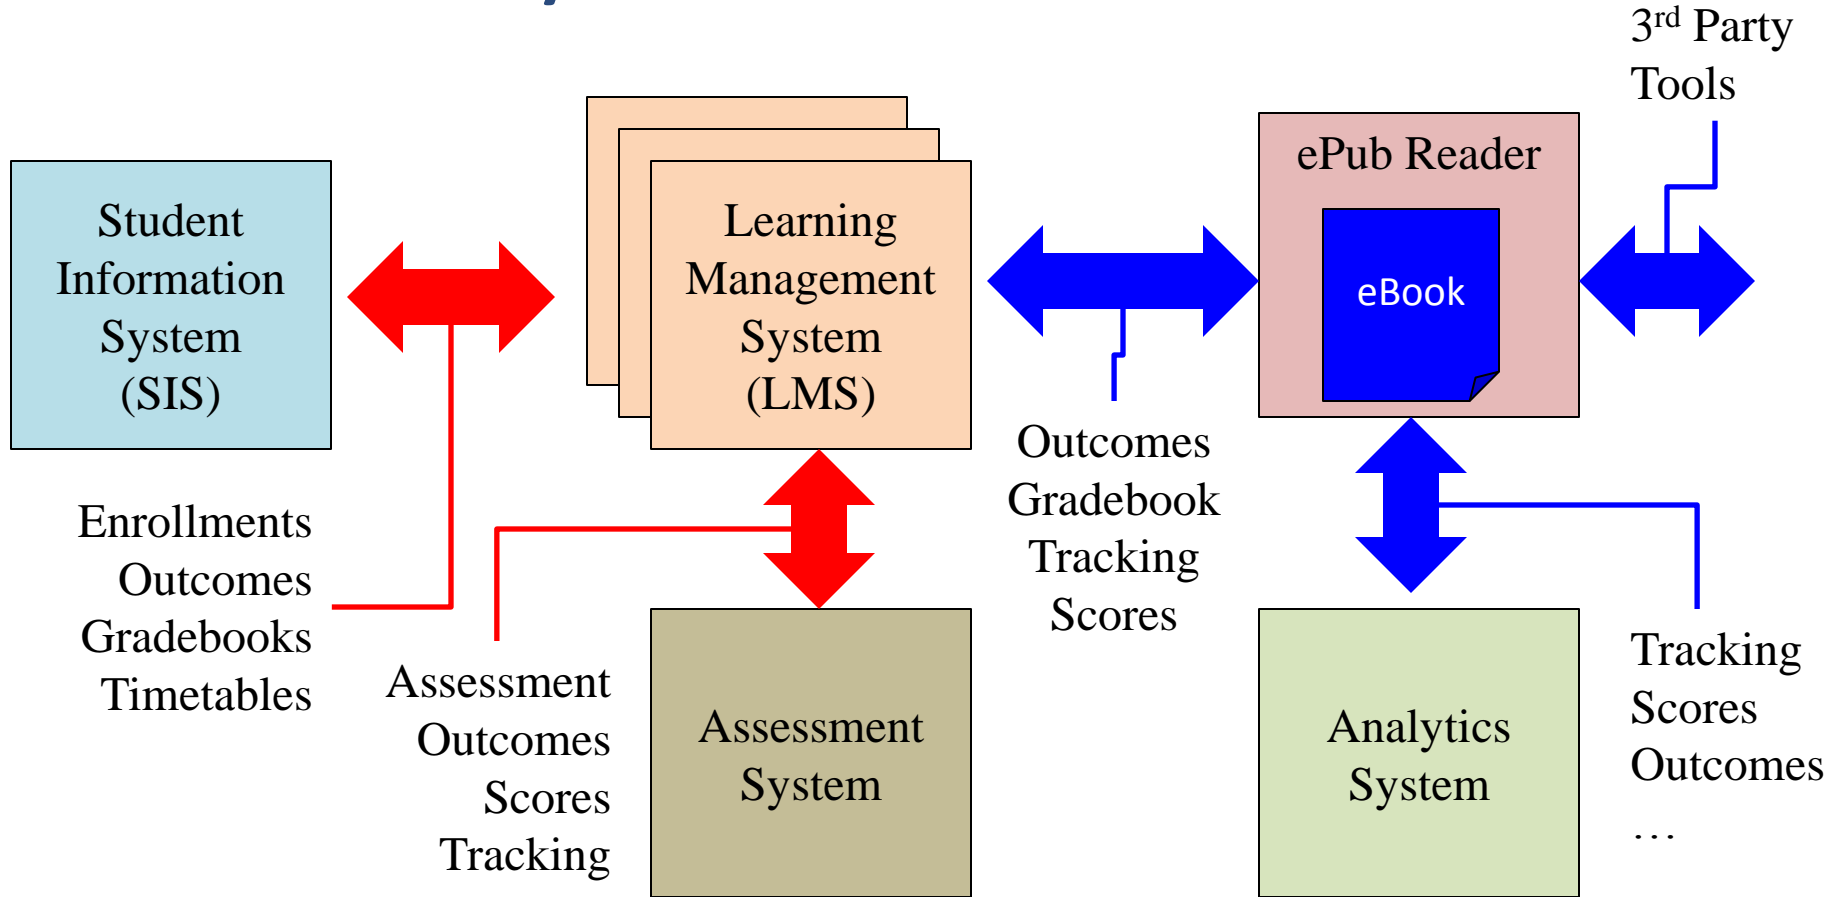 3rd Party
Tools
ePub Reader
Student
Information
System
(SIS)
Learning
Management
System
(LMS)
eBook
Outcomes
Gradebook
Tracking
Scores
Enrollments
Outcomes
Gradebooks
Timetables
Assessment
Outcomes
Scores
Tracking
Assessment
System
Analytics
System
Tracking
Scores
Outcomes
…